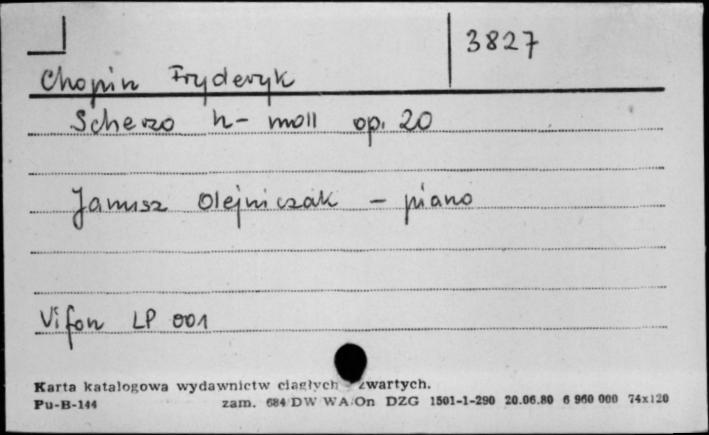 3827
Chopin Fryderyk
Scherzo h-moll op. 20
Janusz Olejniczak - piano
Vifon LP 001
Karta katalogowa wydawnictw ciągłych zwartych.
Pu-B-144 zam. 684/DW WA/On DZG 1501-1-290 20.06.80 6 960 000 74x120